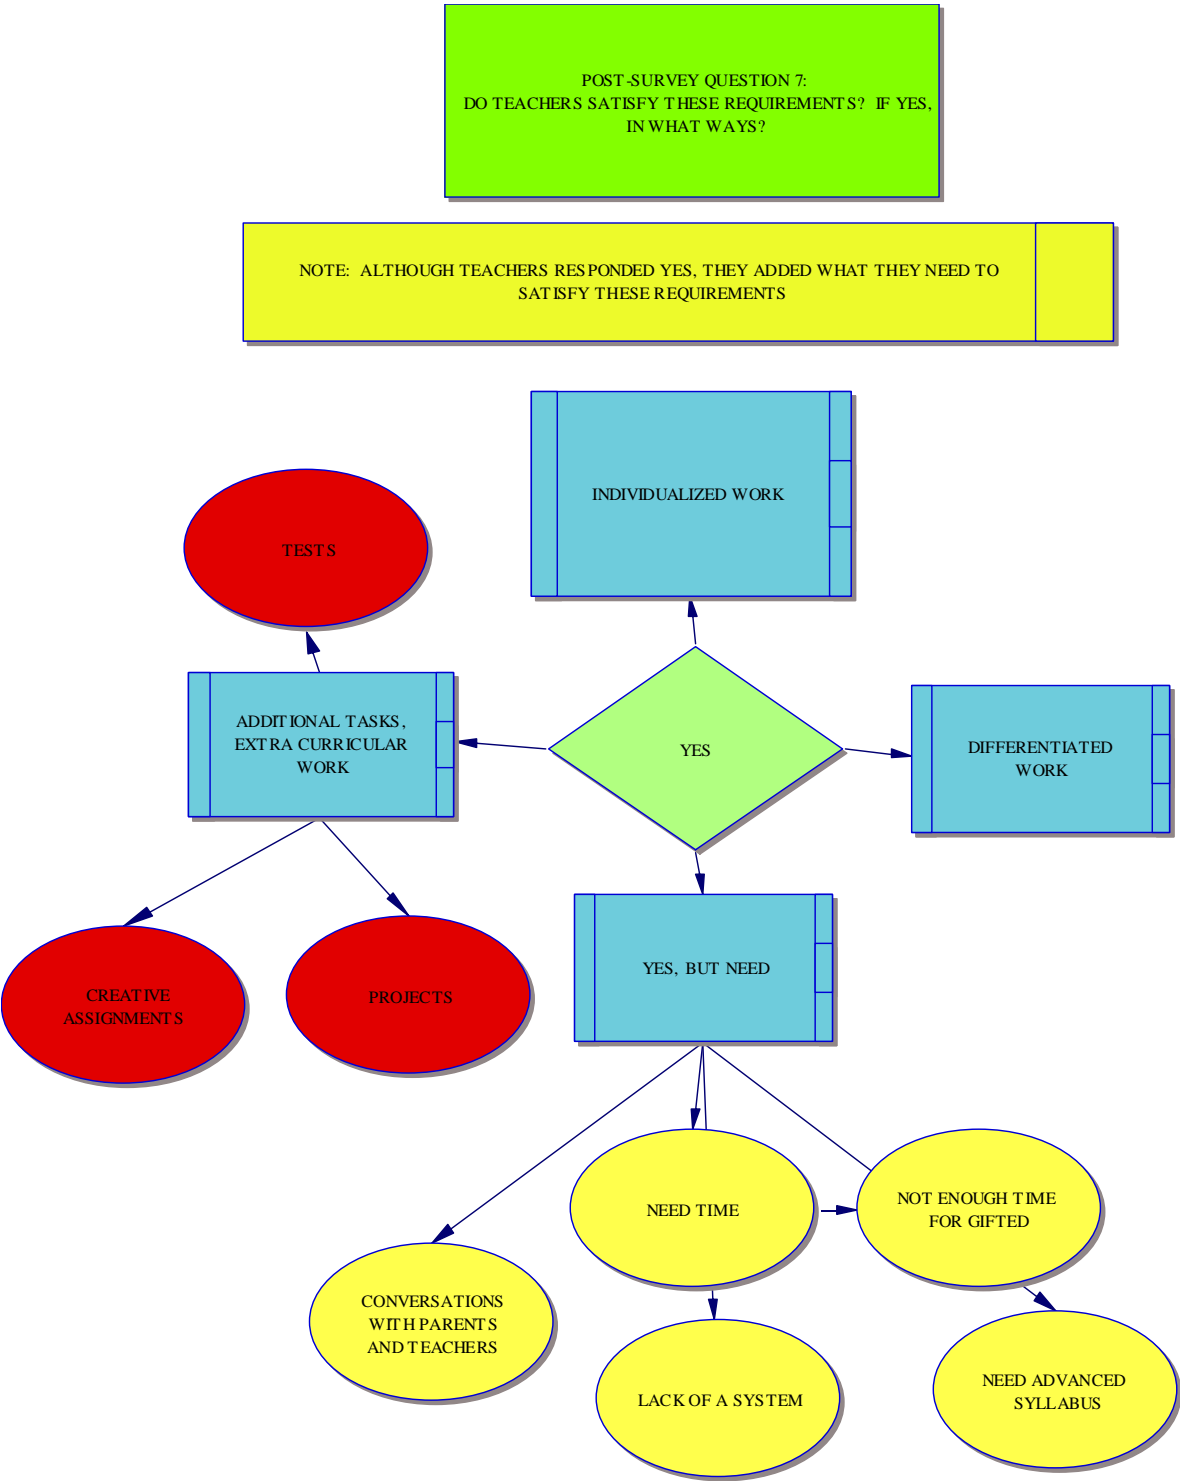 POST-SURVEY QUESTION 7:
DO TEACHERS SATISFY THESE REQUIREMENTS? IF YES,
IN WHAT WAYS?
NOTE: ALTHOUGH TEACHERS RESPONDED YES, THEY ADDED WHAT THEY NEED TO
SATISFY THESE REQUIREMENTS
INDIVIDUALIZED WORK
TESTS
ADDITIONAL TASKS,
EXTRA CURRICULAR
WORK
YES
DIFFERENTIATED
WORK
YES, BUT NEED
CREATIVE
ASSIGNMENTS
PROJECTS
NEED TIME
NOT ENOUGH TIME
FOR GIFTED
CONVERSATIONS
WITH PARENTS
AND TEACHERS
LACK OF A SYSTEM
NEED ADVANCED
SYLLABUS